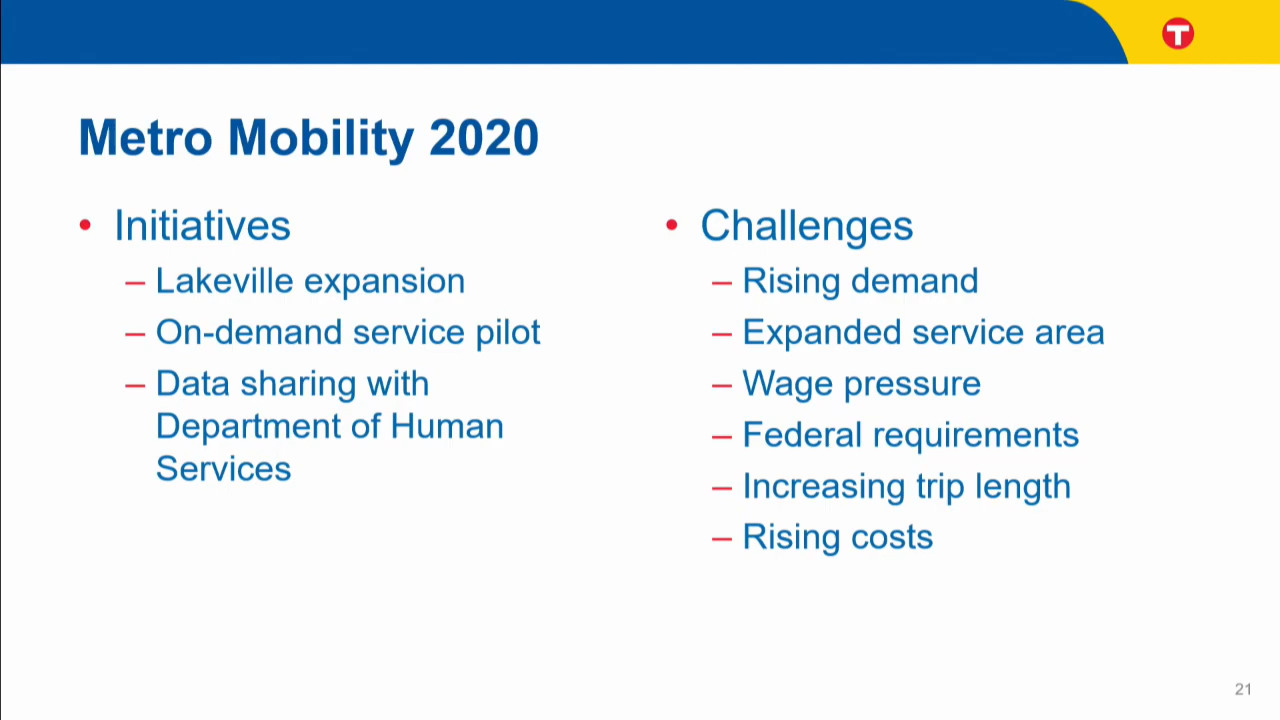 T
Metro Mobility 2020
• Initiatives
– Lakeville expansion
– On-demand service pilot
– Data sharing with
Department of Human
Services
• Challenges
– Rising demand
– Expanded service area
– Wage pressure
– Federal requirements
– Increasing trip length
– Rising costs
21